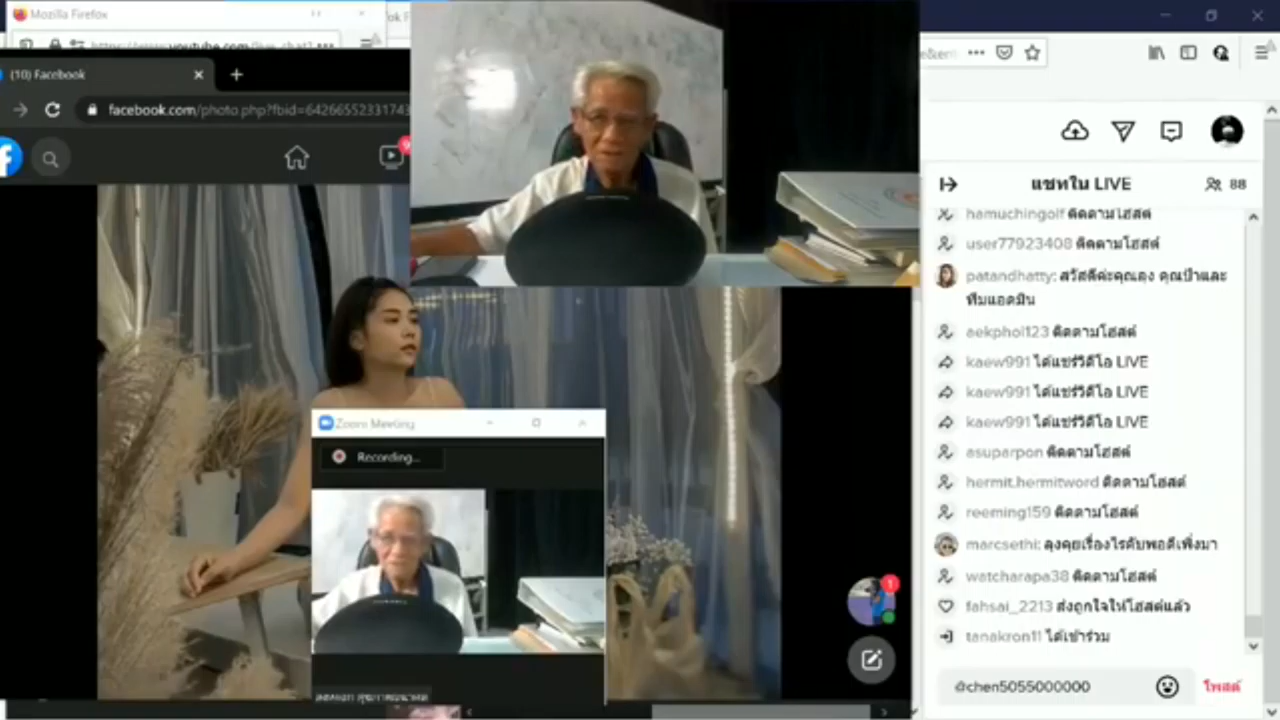 Mozilla Firefox
(10) Facebook
facebook.com/photo.php?fbid=64266552331743
Zoom Meeting
Recording...
แชทใน LIVE
88
hamuchingolf ติดตามโฮสต์
user77923408 ติดตามโฮสต์
patandhatty: สวัสดีค่ะคุณลุง คุณป้าและ
ทีมแอดมิน
aekphol123 ติดตามโฮสต์
kaew991 ได้แชร์วิดีโอ LIVE
kaew991 ได้แชร์วิดีโอ LIVE
kaew991 ได้แชร์วิดีโอ LIVE
asuparpon ติดตามโฮสต์
hermit.hermitword ติดตามโฮสต์
reeming159 ติดตามโฮสต์
marcsethi: ลุงคุยเรื่องไรคับพอดีเพิ่งมา
watcharapa38 ติดตามโฮสต์
fahsai_2213 ส่งถูกใจให้โฮสต์แล้ว
tanakron11 ได้เข้าร่วม
@chen5055000000
โพสต์